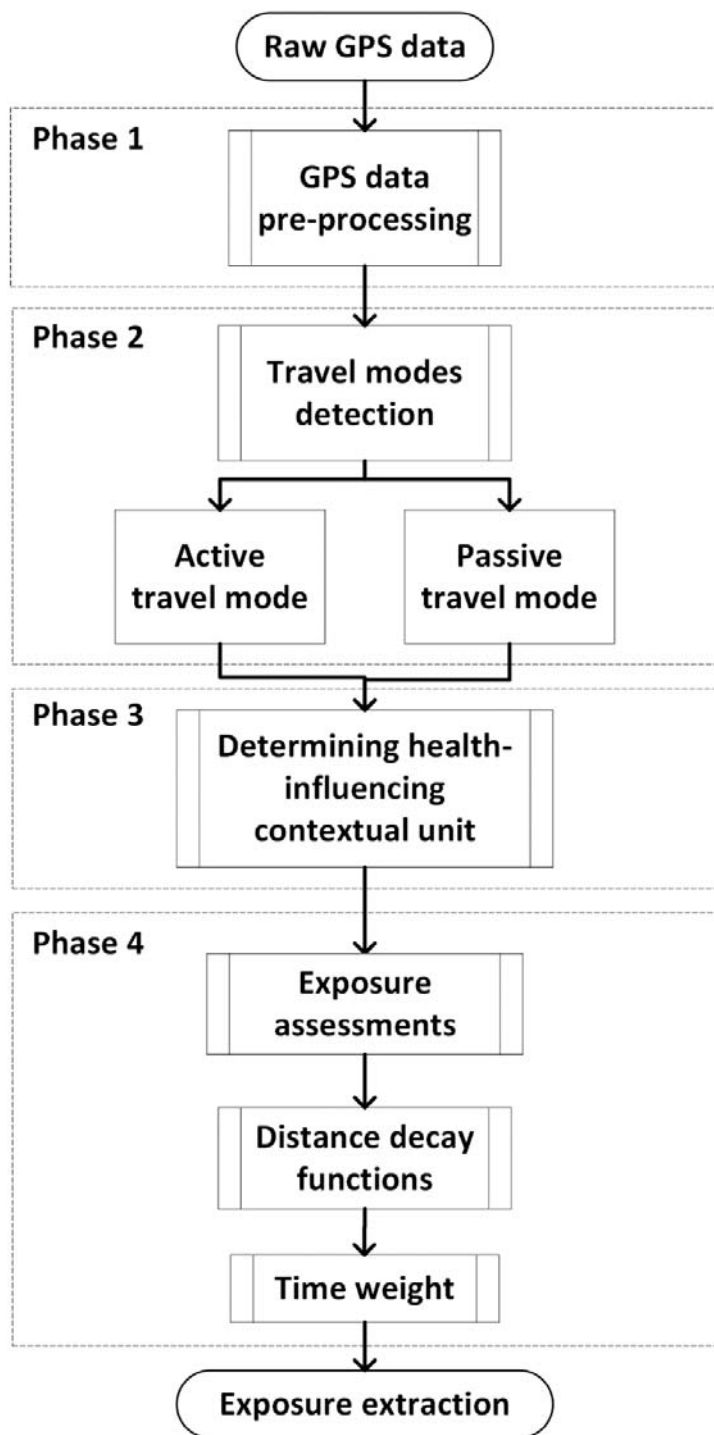 Raw GPS data
Phase 1
GPS data
pre-processing
Phase 2
Travel modes
detection
Active
travel mode
Passive
travel mode
Phase 3
Determining health-
influencing
contextual unit
Phase 4
Exposure
assessments
Distance decay
functions
Time weight
Exposure extraction